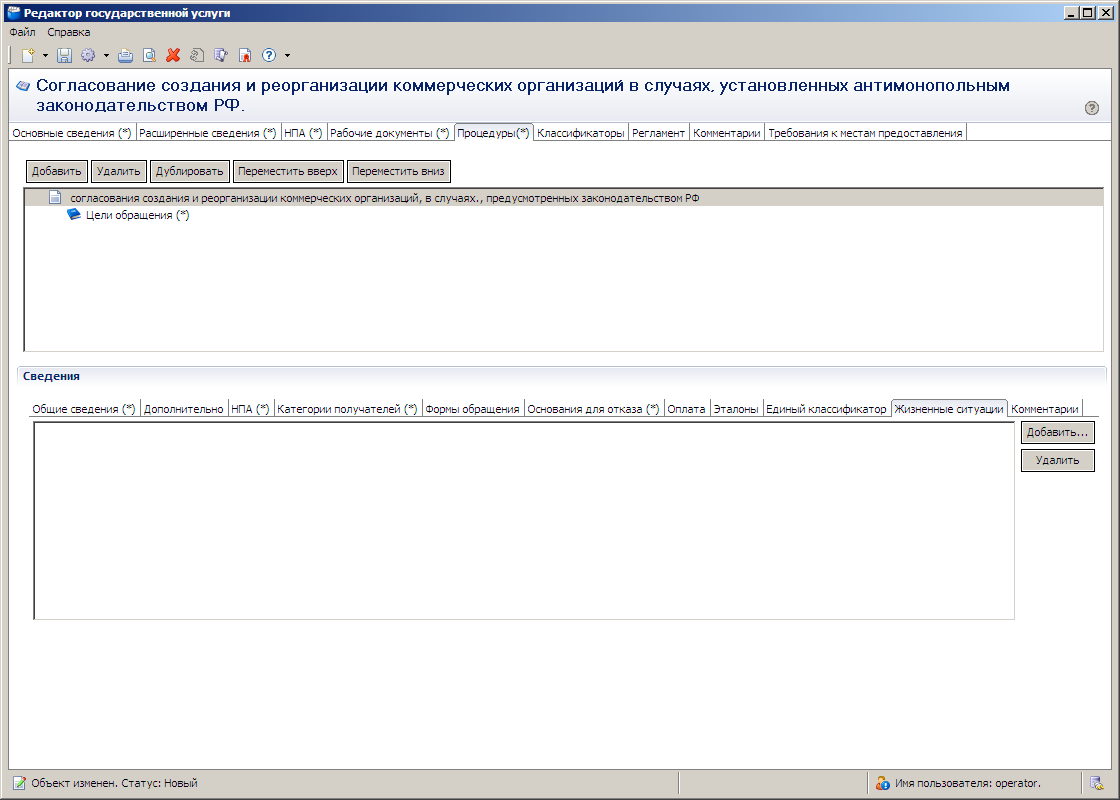 Редактор государственной услуги
Файл Справка
Согласование создания и реорганизации коммерческих организаций в случаях, установленных антимонопольным
законодательством РФ.
Основные сведения (*) Расширенные сведения (*) НПА (*) Рабочие документы (*) Процедуры(*) Классификаторы Регламент Комментарии Требования к местам предоставления
Добавить Удалить Дублировать Переместить вверх Переместить вниз
согласования создания и реорганизации коммерческих организаций, в случаях., предусмотренных законодательством РФ
Цели обращения (*)
Сведения
Общие сведения (*) Дополнительно НПА (*) Категории получателей (*) Формы обращения Основания для отказа (*) Оплата Эталоны Единый классификатор Жизненные ситуации Комментарии
Добавить...
Удалить
Объект изменен. Статус: Новый Имя пользователя: operator.